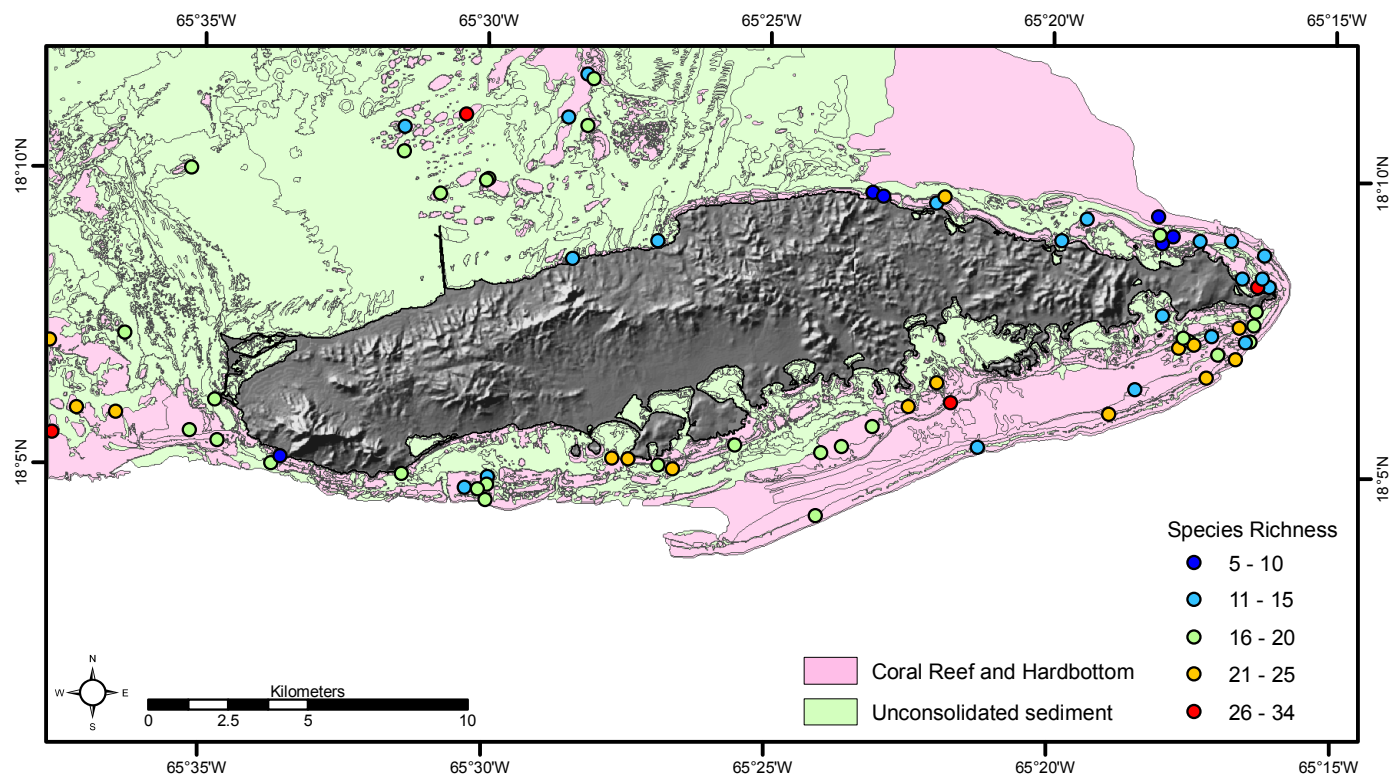 65°35'W 65°30'W 65°25'W 65°20'W 65°15'W
18°10'N 18°10'N
18°5'N 18°5'N
Species Richness
5 - 10
11 - 15
16 - 20
21 - 25
26 - 34
Coral Reef and Hardbottom
Unconsolidated sediment
N
W E
S
Kilometers
0 2.5 5 10
65°35'W 65°30'W 65°25'W 65°20'W 65°15'W